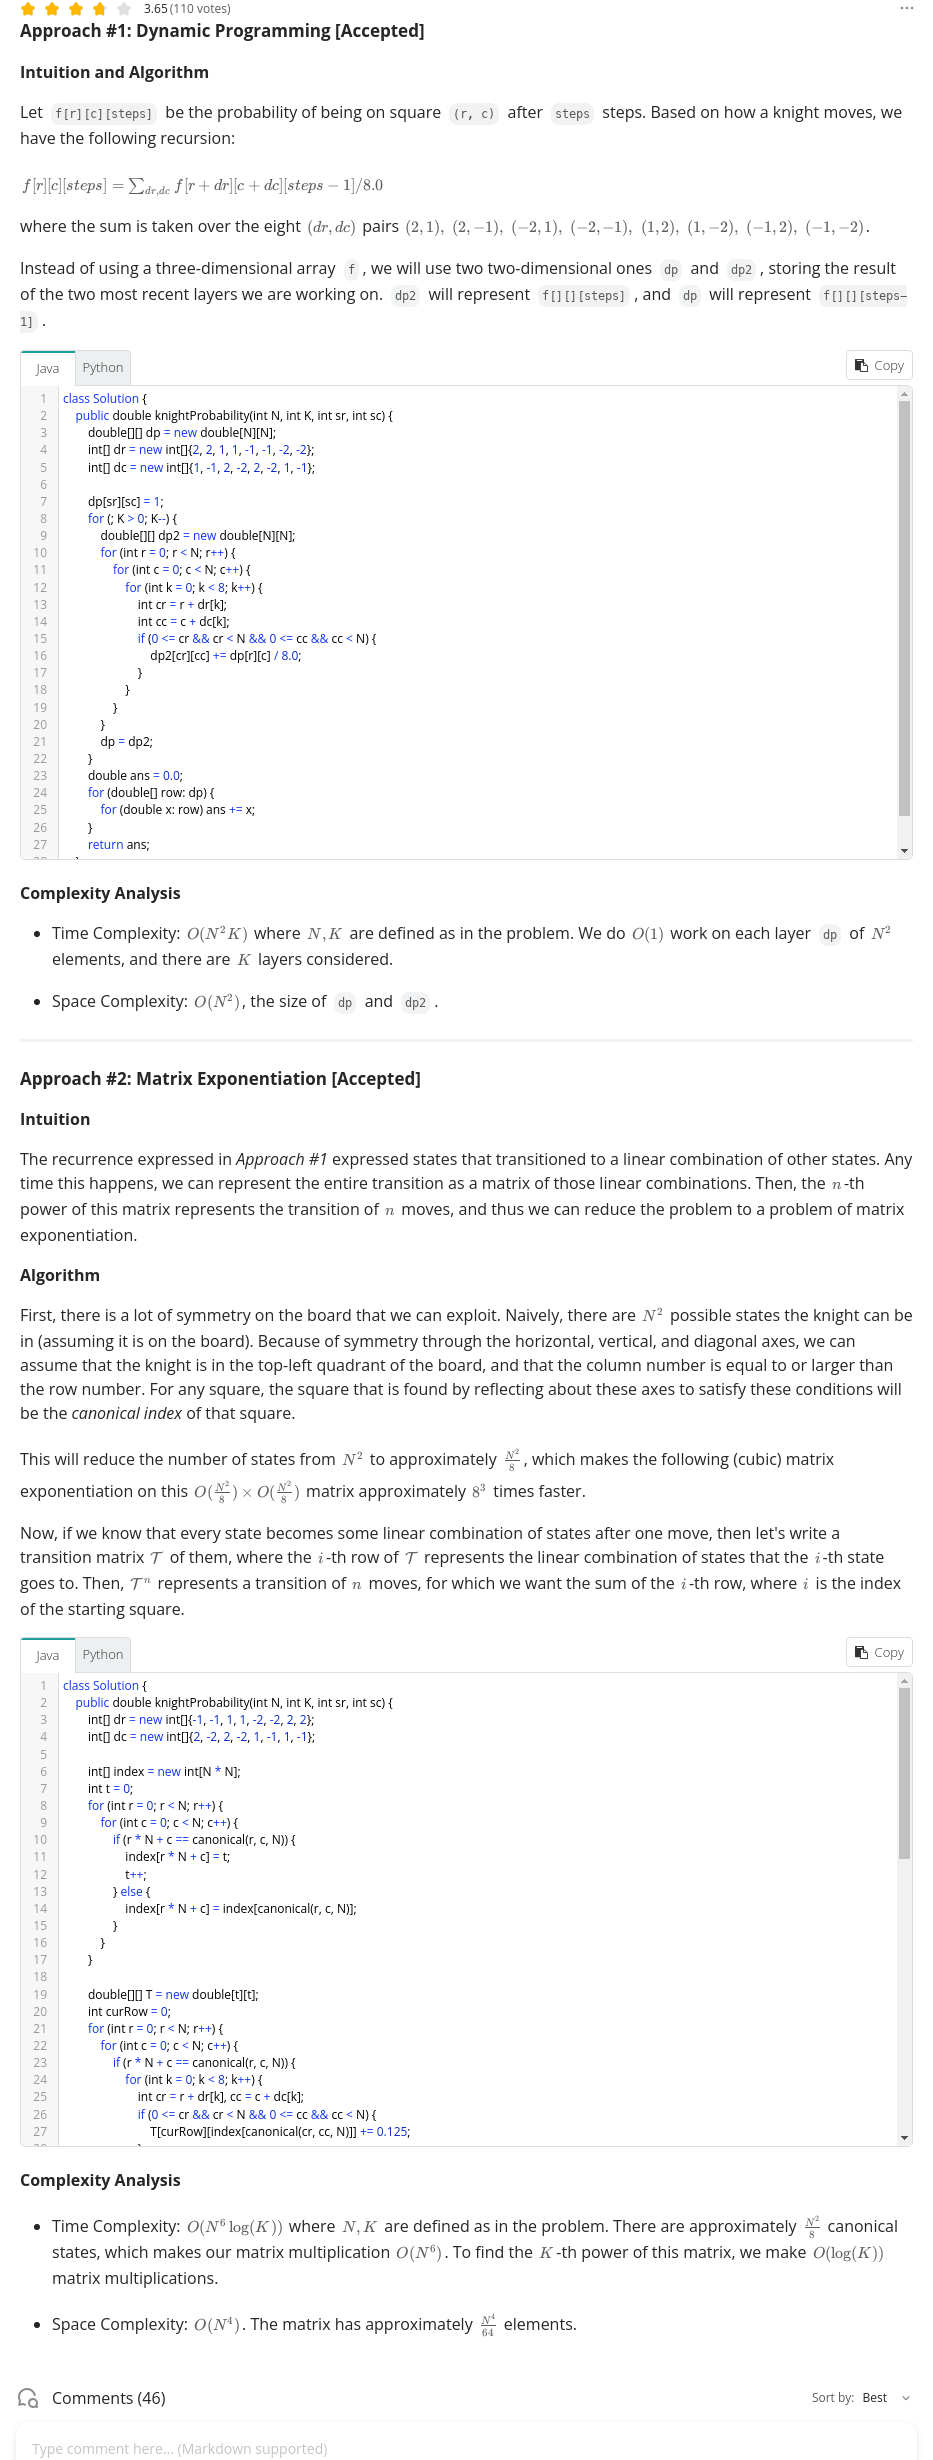 3.65 (110 votes)
Approach #1: Dynamic Programming [Accepted]
Intuition and Algorithm
Let f[r][c][steps] be the probability of being on square (r, c) after steps steps. Based on how a knight moves, we
have the following recursion:
f[r][c][steps] = ∑_{dr,dc} f[r + dr][c + dc][steps − 1]/8.0
where the sum is taken over the eight (dr, dc) pairs (2, 1), (2, −1), (−2, 1), (−2, −1), (1, 2), (1, −2), (−1, 2), (−1, −2).
Instead of using a three-dimensional array f , we will use two two-dimensional ones dp and dp2 , storing the result
of the two most recent layers we are working on. dp2 will represent f[][][steps] , and dp will represent f[][][steps-
1] .
Java Python Copy
1 class Solution {
2 public double knightProbability(int N, int K, int sr, int sc) {
3 double[][] dp = new double[N][N];
4 int[] dr = new int[]{2, 2, 1, 1, -1, -1, -2, -2};
5 int[] dc = new int[]{1, -1, 2, -2, 2, -2, 1, -1};
6
7 dp[sr][sc] = 1;
8 for (; K > 0; K--) {
9 double[][] dp2 = new double[N][N];
10 for (int r = 0; r < N; r++) {
11 for (int c = 0; c < N; c++) {
12 for (int k = 0; k < 8; k++) {
13 int cr = r + dr[k];
14 int cc = c + dc[k];
15 if (0 <= cr && cr < N && 0 <= cc && cc < N) {
16 dp2[cr][cc] += dp[r][c] / 8.0;
17 }
18 }
19 }
20 }
21 dp = dp2;
22 }
23 double ans = 0.0;
24 for (double[] row: dp) {
25 for (double x: row) ans += x;
26 }
27 return ans;
Complexity Analysis
• Time Complexity: O(N²K) where N, K are defined as in the problem. We do O(1) work on each layer dp of N²
elements, and there are K layers considered.
• Space Complexity: O(N²), the size of dp and dp2 .
Approach #2: Matrix Exponentiation [Accepted]
Intuition
The recurrence expressed in Approach #1 expressed states that transitioned to a linear combination of other states. Any
time this happens, we can represent the entire transition as a matrix of those linear combinations. Then, the n-th
power of this matrix represents the transition of n moves, and thus we can reduce the problem to a problem of matrix
exponentiation.
Algorithm
First, there is a lot of symmetry on the board that we can exploit. Naively, there are N² possible states the knight can be
in (assuming it is on the board). Because of symmetry through the horizontal, vertical, and diagonal axes, we can
assume that the knight is in the top-left quadrant of the board, and that the column number is equal to or larger than
the row number. For any square, the square that is found by reflecting about these axes to satisfy these conditions will
be the canonical index of that square.
This will reduce the number of states from N² to approximately N²/8, which makes the following (cubic) matrix
exponentiation on this O(N²/8) × O(N²/8) matrix approximately 8³ times faster.
Now, if we know that every state becomes some linear combination of states after one move, then let's write a
transition matrix 𝒯 of them, where the i-th row of 𝒯 represents the linear combination of states that the i-th state
goes to. Then, 𝒯ⁿ represents a transition of n moves, for which we want the sum of the i-th row, where i is the index
of the starting square.
Java Python Copy
1 class Solution {
2 public double knightProbability(int N, int K, int sr, int sc) {
3 int[] dr = new int[]{-1, -1, 1, 1, -2, -2, 2, 2};
4 int[] dc = new int[]{2, -2, 2, -2, 1, -1, 1, -1};
5
6 int[] index = new int[N * N];
7 int t = 0;
8 for (int r = 0; r < N; r++) {
9 for (int c = 0; c < N; c++) {
10 if (r * N + c == canonical(r, c, N)) {
11 index[r * N + c] = t;
12 t++;
13 } else {
14 index[r * N + c] = index[canonical(r, c, N)];
15 }
16 }
17 }
18
19 double[][] T = new double[t][t];
20 int curRow = 0;
21 for (int r = 0; r < N; r++) {
22 for (int c = 0; c < N; c++) {
23 if (r * N + c == canonical(r, c, N)) {
24 for (int k = 0; k < 8; k++) {
25 int cr = r + dr[k], cc = c + dc[k];
26 if (0 <= cr && cr < N && 0 <= cc && cc < N) {
27 T[curRow][index[canonical(cr, cc, N)]] += 0.125;
Complexity Analysis
• Time Complexity: O(N⁶ log(K)) where N, K are defined as in the problem. There are approximately N²/8 canonical
states, which makes our matrix multiplication O(N⁶). To find the K-th power of this matrix, we make O(log(K))
matrix multiplications.
• Space Complexity: O(N⁴). The matrix has approximately N⁴/64 elements.
Comments (46) Sort by: Best
Type comment here... (Markdown supported)